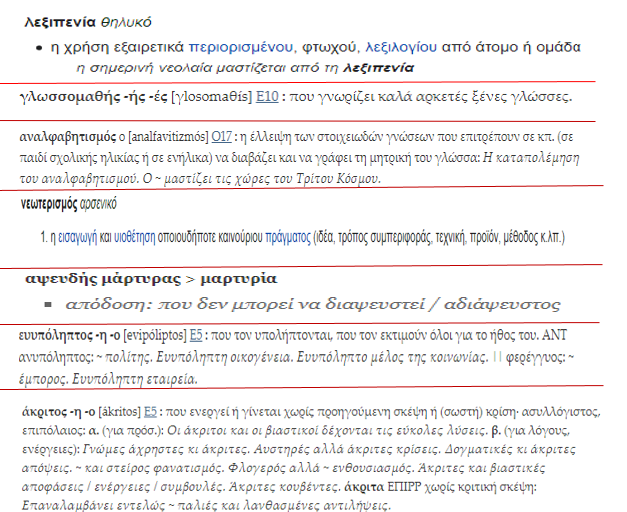 λεξιπενία θηλυκό
• η χρήση εξαιρετικά περιορισμένου, φτωχού, λεξιλογίου από άτομο ή ομάδα
η σημερινή νεολαία μαστίζεται από τη λεξιπενία
γλωσσομαθής -ής -ές [γlosomaθís] E10 : που γνωρίζει καλά αρκετές ξένες γλώσσες.
αναλφαβητισμός ο [analfavitizmós] O17 : η έλλειψη των στοιχειωδών γνώσεων που επιτρέπουν σε κπ. (σε
παιδί σχολικής ηλικίας ή σε ενήλικα) να διαβάζει και να γράφει τη μητρική του γλώσσα: Η καταπολέμηση
του αναλφαβητισμού. Ο ~ μαστίζει τις χώρες του Τρίτου Κόσμου.
νεωτερισμός αρσενικό
1. η εισαγωγή και υιοθέτηση οποιουδήποτε καινούριου πράγματος (ιδέα, τρόπος συμπεριφοράς, τεχνική, προϊόν, μέθοδος κ.λπ.)
αψευδής μάρτυρας > μαρτυρία
▪ απόδοση: που δεν μπορεί να διαψευστεί / αδιάψευστος
ευυπόληπτος -η -ο [evipóliptos] E5 : που τον υπολήπτονται, που τον εκτιμούν όλοι για το ήθος του. ΑΝΤ
ανυπόληπτος: ~ πολίτης. Ευυπόληπτη οικογένεια. Ευυπόληπτο μέλος της κοινωνίας. || φερέγγυος: ~
έμπορος. Ευυπόληπτη εταιρεία.
άκριτος -η -ο [ákritos] E5 : που ενεργεί ή γίνεται χωρίς προηγούμενη σκέψη ή (σωστή) κρίση· ασυλλόγιστος,
επιπόλαιος: α. (για πρόσ.): Οι άκριτοι και οι βιαστικοί δέχονται τις εύκολες λύσεις. β. (για λόγους,
ενέργειες): Γνώμες άχρηστες κι άκριτες. Αυστηρές αλλά άκριτες κρίσεις. Δογματικές κι άκριτες
απόψεις. ~ και στείρος φανατισμός. Φλογερός αλλά ~ ενθουσιασμός. Άκριτες και βιαστικές
αποφάσεις / ενέργειες / συμβουλές. Άκριτες κουβέντες. άκριτα ΕΠΙΡΡ χωρίς κριτική σκέψη:
Επαναλαμβάνει εντελώς ~ παλιές και λανθασμένες αντιλήψεις.